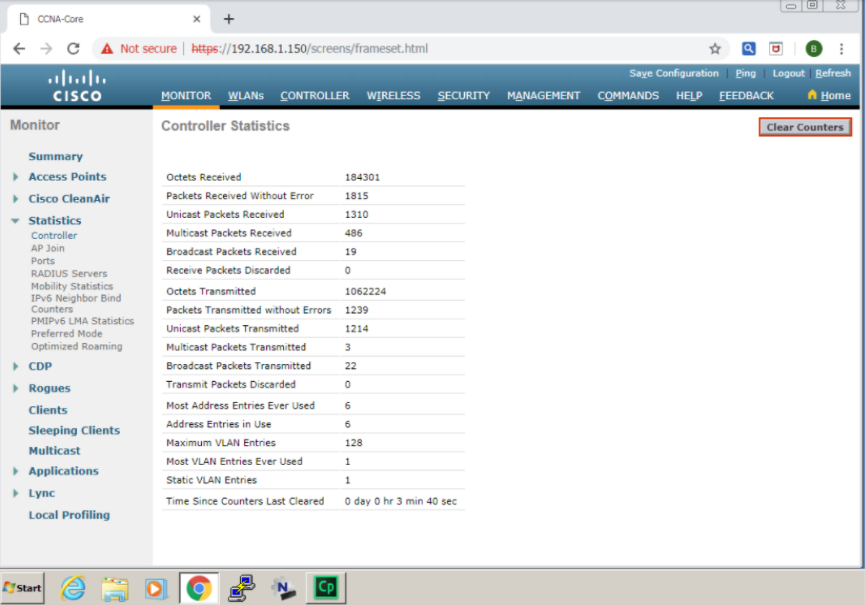 CCNA-Core
Not secure | https://192.168.1.150/screens/frameset.html
B
Save Configuration | Ping | Logout | Refresh
CISCO
MONITOR WLANs CONTROLLER WIRELESS SECURITY MANAGEMENT COMMANDS HELP FEEDBACK Home
Monitor
Summary
Access Points
Cisco CleanAir
Statistics
Controller
AP Join
Ports
RADIUS Servers
Mobility Statistics
IPv6 Neighbor Bind
Counters
PMIPv6 LMA Statistics
Preferred Mode
Optimized Roaming
CDP
Rogues
Clients
Sleeping Clients
Multicast
Applications
Lync
Local Profiling
Controller Statistics
Clear Counters
Octets Received 184301
Packets Received Without Error 1815
Unicast Packets Received 1310
Multicast Packets Received 486
Broadcast Packets Received 19
Receive Packets Discarded 0
Octets Transmitted 1062224
Packets Transmitted without Errors 1239
Unicast Packets Transmitted 1214
Multicast Packets Transmitted 3
Broadcast Packets Transmitted 22
Transmit Packets Discarded 0
Most Address Entries Ever Used 6
Address Entries in Use 6
Maximum VLAN Entries 128
Most VLAN Entries Ever Used 1
Static VLAN Entries 1
Time Since Counters Last Cleared 0 day 0 hr 3 min 40 sec
Start
N
Cp